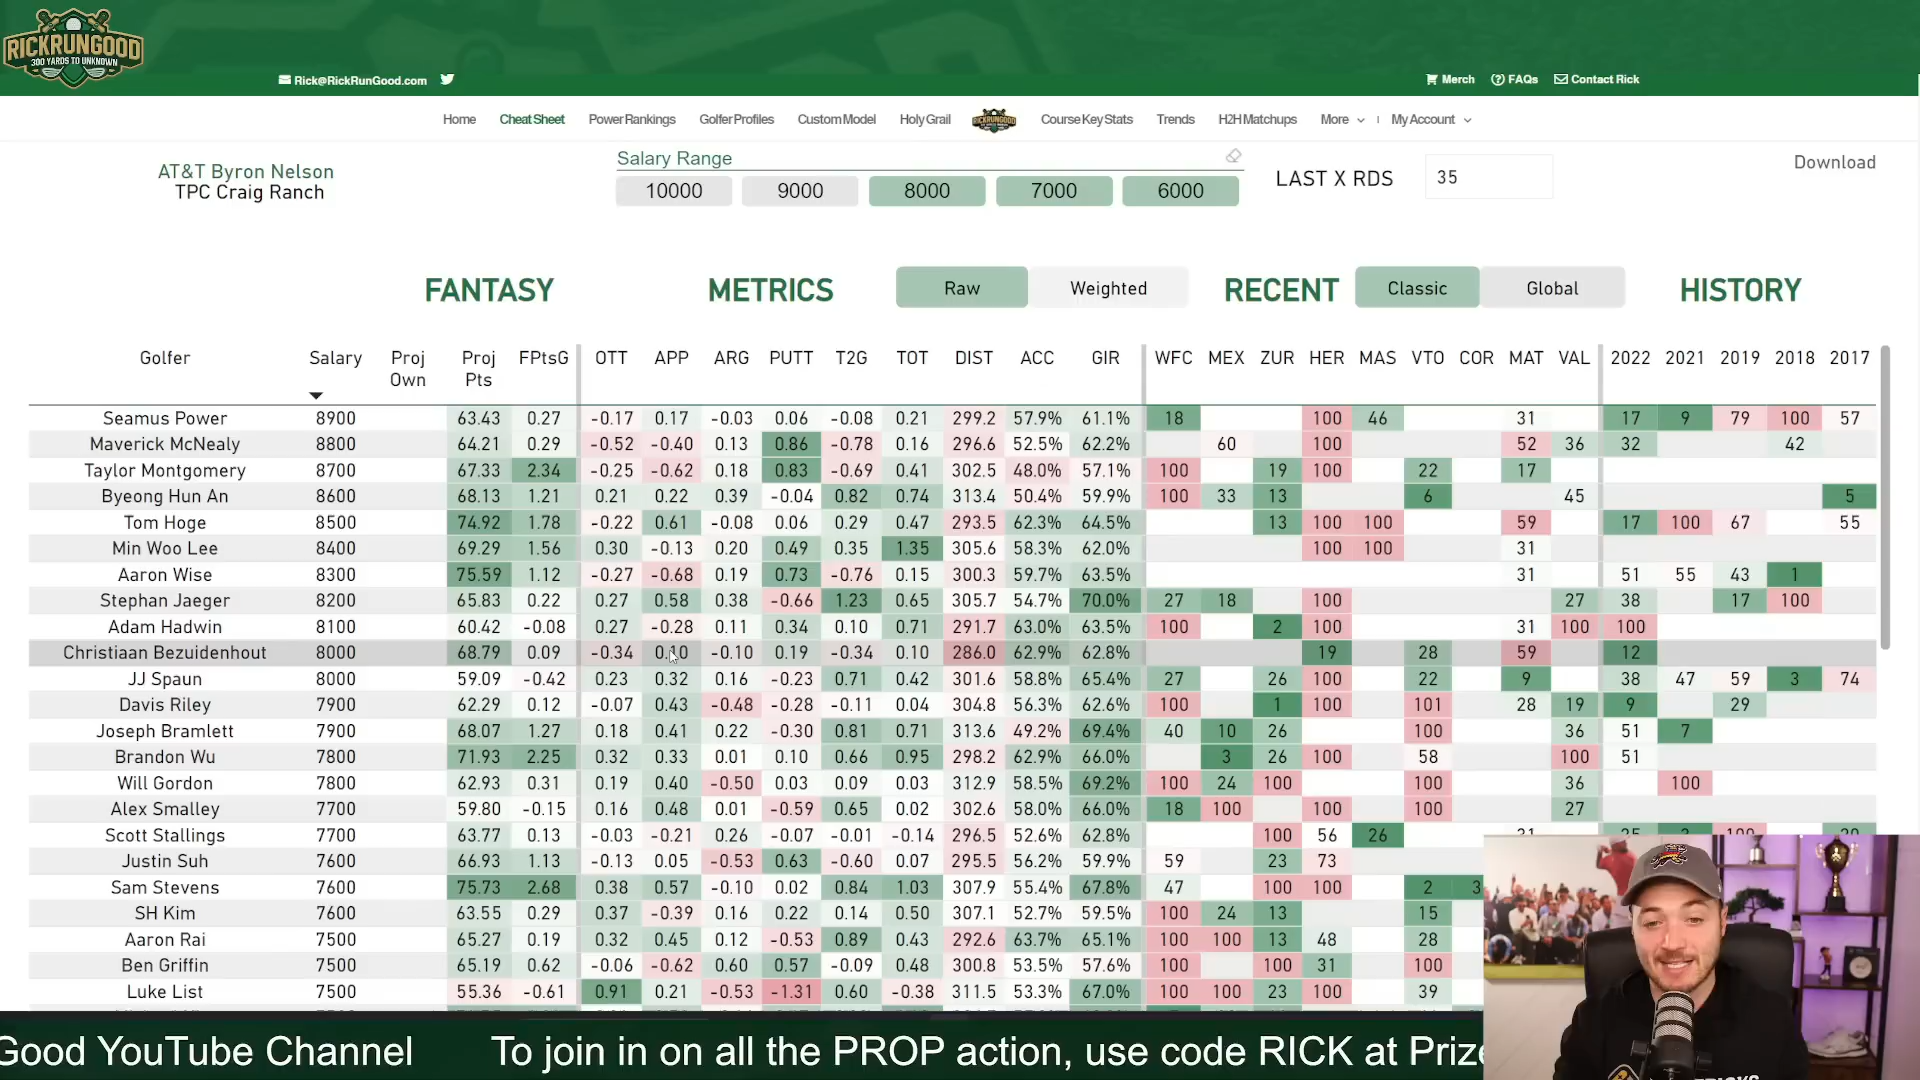 RICKRUNGOOD
300 YARDS TO UNKNOWN
Rick@RickRunGood.com
Merch FAQs Contact Rick
Home Cheat Sheet Power Rankings Golfer Profiles Custom Model Holy Grail RICKRUNGOOD Course Key Stats Trends H2H Matchups More My Account
AT&T Byron Nelson
TPC Craig Ranch
Salary Range
10000 9000 8000 7000 6000
LAST X RDS 35
Download
FANTASY METRICS Raw Weighted RECENT Classic Global HISTORY
Golfer Salary Proj Own Proj Pts FPtsG OTT APP ARG PUTT T2G TOT DIST ACC GIR WFC MEX ZUR HER MAS VTO COR MAT VAL 2022 2021 2019 2018 2017
Seamus Power 8900 63.43 0.27 -0.17 0.17 -0.03 0.06 -0.08 0.21 299.2 57.9% 61.1% 18 100 46 31 17 9 79 100 57
Maverick McNealy 8800 64.21 0.29 -0.52 -0.40 0.13 0.86 -0.78 0.16 296.6 52.5% 62.2% 60 100 52 36 32 42
Taylor Montgomery 8700 67.33 2.34 -0.25 -0.62 0.18 0.83 -0.69 0.41 302.5 48.0% 57.1% 100 19 100 22 17
Byeong Hun An 8600 68.13 1.21 0.21 0.22 0.39 -0.04 0.82 0.74 313.4 50.4% 59.9% 100 33 13 6 45 5
Tom Hoge 8500 74.92 1.78 -0.22 0.61 -0.08 0.06 0.29 0.47 293.5 62.3% 64.5% 13 100 100 59 17 100 67 55
Min Woo Lee 8400 69.29 1.56 0.30 -0.13 0.20 0.49 0.35 1.35 305.6 58.3% 62.0% 100 100 31
Aaron Wise 8300 75.59 1.12 -0.27 -0.68 0.19 0.73 -0.76 0.15 300.3 59.7% 63.5% 31 51 55 43 1
Stephan Jaeger 8200 65.83 0.22 0.27 0.58 0.38 -0.66 1.23 0.65 305.7 54.7% 70.0% 27 18 100 27 38 17 100
Adam Hadwin 8100 60.42 -0.08 0.27 -0.28 0.11 0.34 0.10 0.71 291.7 63.0% 63.5% 100 2 100 31 100 100
Christiaan Bezuidenhout 8000 68.79 0.09 -0.34 0.10 -0.10 0.19 -0.34 0.10 286.0 62.9% 62.8% 19 28 59 12
JJ Spaun 8000 59.09 -0.42 0.23 0.32 0.16 -0.23 0.71 0.42 301.6 58.8% 65.4% 27 26 100 22 9 38 47 59 3 74
Davis Riley 7900 62.29 0.12 -0.07 0.43 -0.48 -0.28 -0.11 0.04 304.8 56.3% 62.6% 100 1 100 101 28 19 9 29
Joseph Bramlett 7900 68.07 1.27 0.18 0.41 0.22 -0.30 0.81 0.71 313.6 49.2% 69.4% 40 10 26 100 36 51 7
Brandon Wu 7800 71.93 2.25 0.32 0.33 0.01 0.10 0.66 0.95 298.2 62.9% 66.0% 3 26 100 58 100 51
Will Gordon 7800 62.93 0.31 0.19 0.40 -0.50 0.03 0.09 0.03 312.9 58.5% 69.2% 100 24 100 100 36 100
Alex Smalley 7700 59.80 -0.15 0.16 0.48 0.01 -0.59 0.65 0.02 302.6 58.0% 66.0% 18 100 100 100 27
Scott Stallings 7700 63.77 0.13 -0.03 -0.21 0.26 -0.07 -0.01 -0.14 296.5 52.6% 62.8% 100 56 26
Justin Suh 7600 66.93 1.13 -0.13 0.05 -0.53 0.63 -0.60 0.07 295.5 56.2% 59.9% 59 23 73
Sam Stevens 7600 75.73 2.68 0.38 0.57 -0.10 0.02 0.84 1.03 307.9 55.4% 67.8% 47 100 100 2 3
SH Kim 7600 63.55 0.29 0.37 -0.39 0.16 0.22 0.14 0.50 307.1 52.7% 59.5% 100 24 13 15
Aaron Rai 7500 65.27 0.19 0.32 0.45 0.12 -0.53 0.89 0.43 292.6 63.7% 65.1% 100 100 13 48 28
Ben Griffin 7500 65.19 0.62 -0.06 -0.62 0.60 0.57 -0.09 0.48 300.8 53.5% 57.6% 100 100 31 100
Luke List 7500 55.36 -0.61 0.91 0.21 -0.53 -1.31 0.60 -0.38 311.5 53.3% 67.0% 100 100 23 100 39
Good YouTube Channel To join in on all the PROP action, use code RICK at Prize